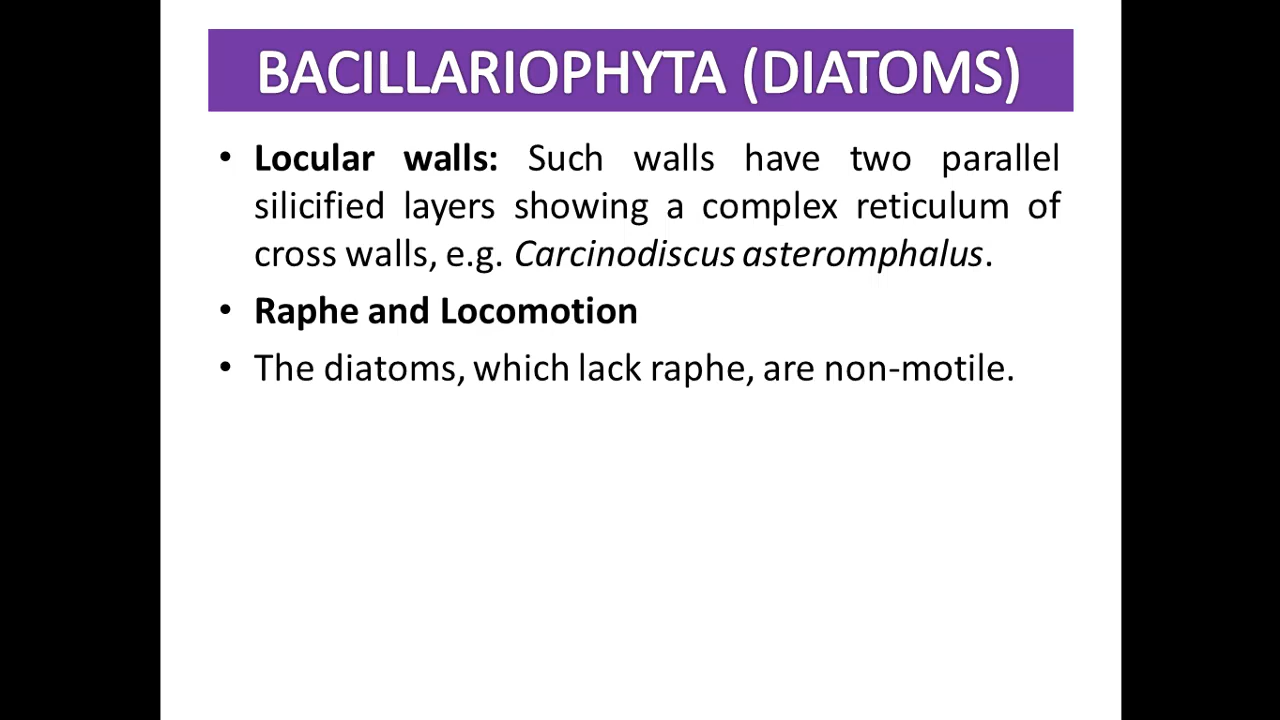 BACILLARIOPHYTA (DIATOMS)
• Locular walls: Such walls have two parallel
silicified layers showing a complex reticulum of
cross walls, e.g. Carcinodiscus asteromphalus.
• Raphe and Locomotion
• The diatoms, which lack raphe, are non-motile.